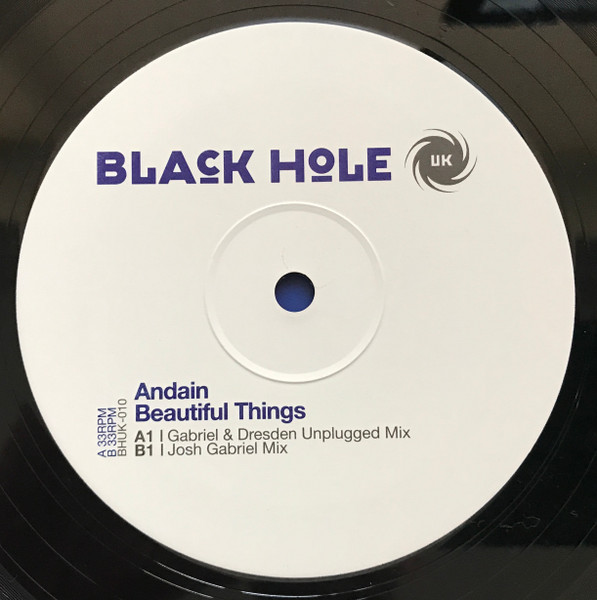 BLACK HOLE UK
Andain
Beautiful Things
A1 | Gabriel & Dresden Unplugged Mix
B1 | Josh Gabriel Mix
A 33RPM
B 33RPM
BHUK-010